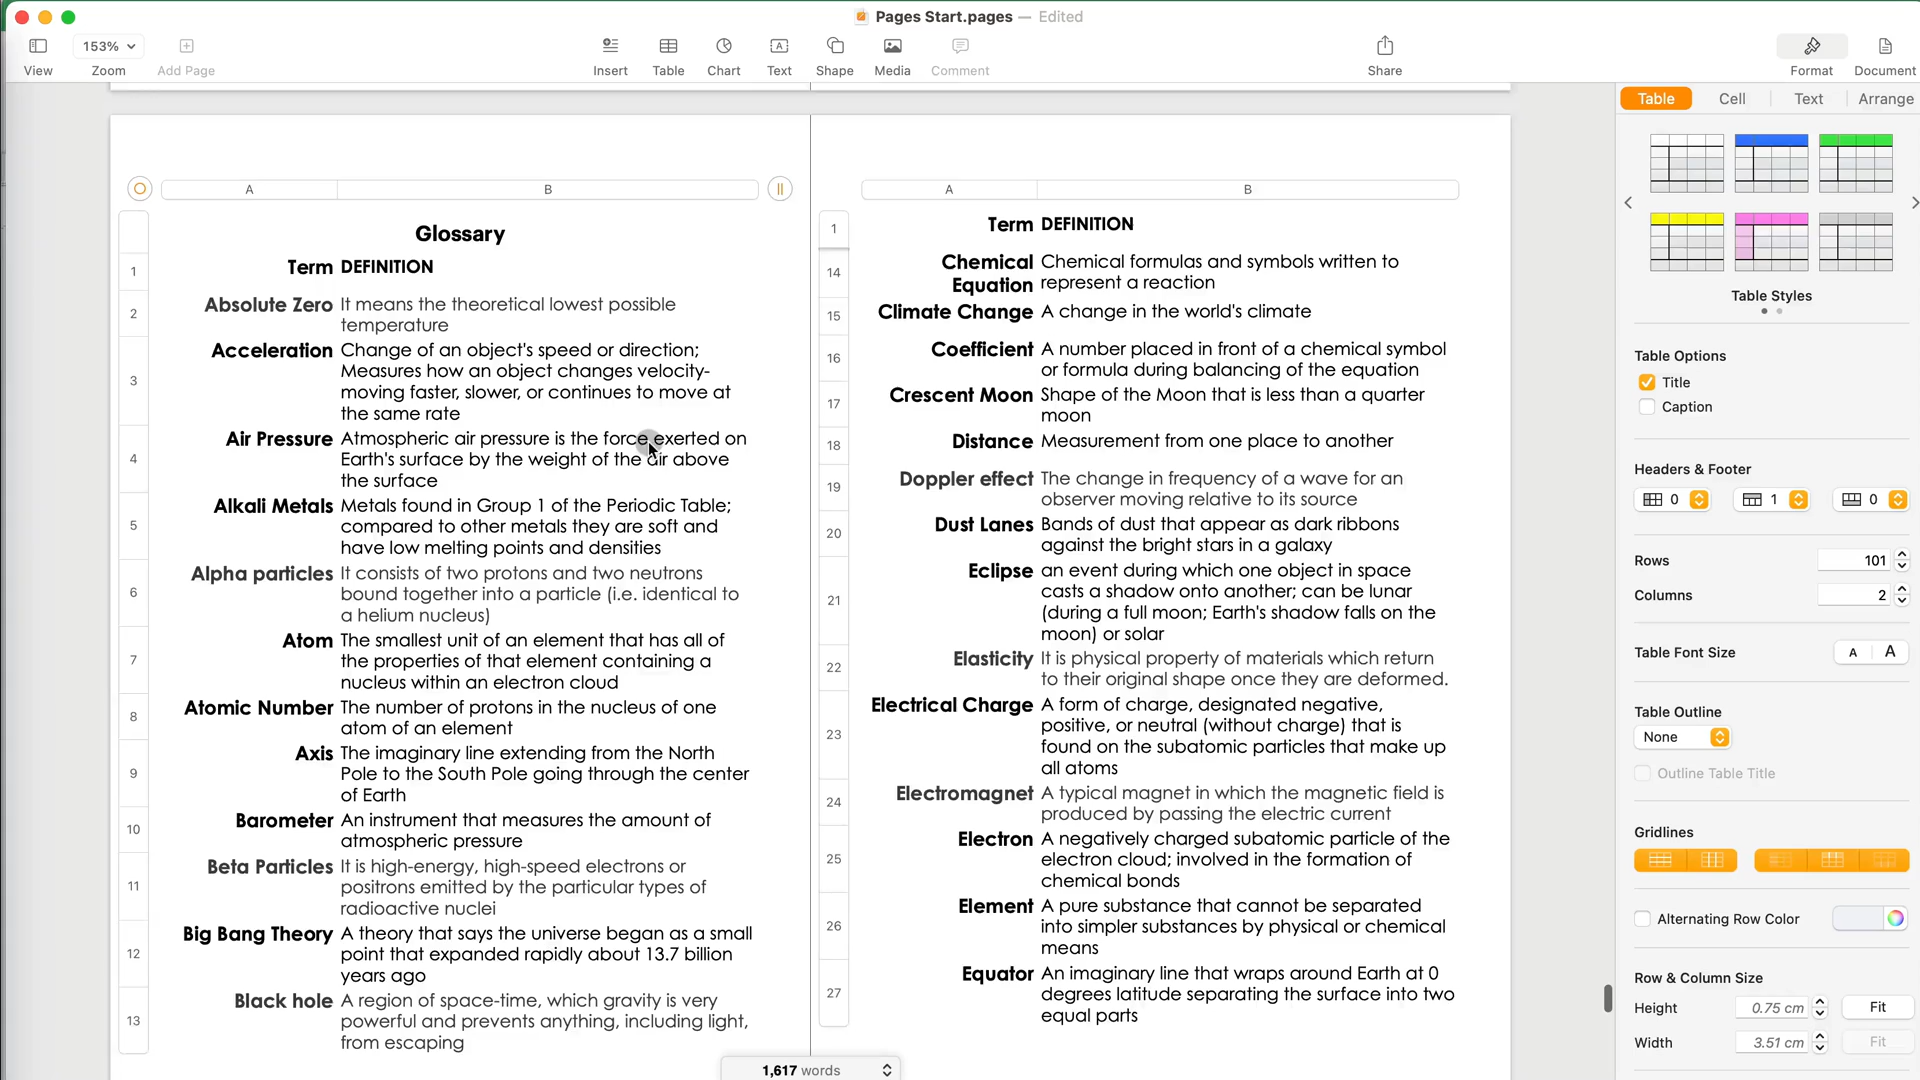 Pages Start.pages — Edited
153%
View
Zoom
Add Page
Insert
Table
Chart
Text
Shape
Media
Comment
Share
Format
Document
A
B
Glossary
1
Term DEFINITION
2
Absolute Zero It means the theoretical lowest possible
temperature
3
Acceleration Change of an object's speed or direction;
Measures how an object changes velocity-
moving faster, slower, or continues to move at
the same rate
4
Air Pressure Atmospheric air pressure is the force exerted on
Earth's surface by the weight of the air above
the surface
5
Alkali Metals Metals found in Group 1 of the Periodic Table;
compared to other metals they are soft and
have low melting points and densities
6
Alpha particles It consists of two protons and two neutrons
bound together into a particle (i.e. identical to
a helium nucleus)
7
Atom The smallest unit of an element that has all of
the properties of that element containing a
nucleus within an electron cloud
8
Atomic Number The number of protons in the nucleus of one
atom of an element
9
Axis The imaginary line extending from the North
Pole to the South Pole going through the center
of Earth
10
Barometer An instrument that measures the amount of
atmospheric pressure
11
Beta Particles It is high-energy, high-speed electrons or
positrons emitted by the particular types of
radioactive nuclei
12
Big Bang Theory A theory that says the universe began as a small
point that expanded rapidly about 13.7 billion
years ago
13
Black hole A region of space-time, which gravity is very
powerful and prevents anything, including light,
from escaping
A
B
1
Term DEFINITION
14
Chemical Chemical formulas and symbols written to
Equation represent a reaction
15
Climate Change A change in the world's climate
16
Coefficient A number placed in front of a chemical symbol
or formula during balancing of the equation
17
Crescent Moon Shape of the Moon that is less than a quarter
moon
18
Distance Measurement from one place to another
19
Doppler effect The change in frequency of a wave for an
observer moving relative to its source
20
Dust Lanes Bands of dust that appear as dark ribbons
against the bright stars in a galaxy
21
Eclipse an event during which one object in space
casts a shadow onto another; can be lunar
(during a full moon; Earth's shadow falls on the
moon) or solar
22
Elasticity It is physical property of materials which return
to their original shape once they are deformed.
23
Electrical Charge A form of charge, designated negative,
positive, or neutral (without charge) that is
found on the subatomic particles that make up
all atoms
24
Electromagnet A typical magnet in which the magnetic field is
produced by passing the electric current
25
Electron A negatively charged subatomic particle of the
electron cloud; involved in the formation of
chemical bonds
26
Element A pure substance that cannot be separated
into simpler substances by physical or chemical
means
27
Equator An imaginary line that wraps around Earth at 0
degrees latitude separating the surface into two
equal parts
1,617 words
Table
Cell
Text
Arrange
Table Styles
Table Options
Title
Caption
Headers & Footer
0
1
0
Rows
101
Columns
2
Table Font Size
A
A
Table Outline
None
Outline Table Title
Gridlines
Alternating Row Color
Row & Column Size
Height
0.75 cm
Fit
Width
3.51 cm
Fit